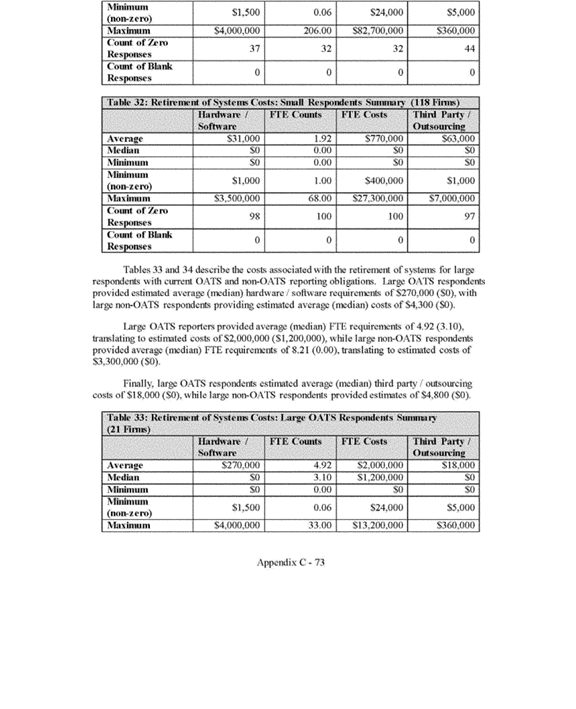 Minimum
(non-zero) $1,500 0.06 $24,000 $5,000
Maximum $4,000,000 206.00 $82,700,000 $360,000
Count of Zero
Responses 37 32 32 44
Count of Blank
Responses 0 0 0 0
Table 32: Retirement of Systems Costs: Small Respondents Summary (118 Firms)
Hardware / FTE Counts FTE Costs Third Party /
Software Outsourcing
Average $31,000 1.92 $770,000 $63,000
Median $0 0.00 $0 $0
Minimum $0 0.00 $0 $0
Minimum
(non-zero) $1,000 1.00 $400,000 $1,000
Maximum $3,500,000 68.00 $27,300,000 $7,000,000
Count of Zero
Responses 98 100 100 97
Count of Blank
Responses 0 0 0 0
Tables 33 and 34 describe the costs associated with the retirement of systems for large
respondents with current OATS and non-OATS reporting obligations. Large OATS respondents
provided estimated average (median) hardware / software requirements of $270,000 ($0), with
large non-OATS respondents providing estimated average (median) costs of $4,300 ($0).
Large OATS reporters provided average (median) FTE requirements of 4.92 (3.10),
translating to estimated costs of $2,000,000 ($1,200,000), while large non-OATS respondents
provided average (median) FTE requirements of 8.21 (0.00), translating to estimated costs of
$3,300,000 ($0).
Finally, large OATS respondents estimated average (median) third party / outsourcing
costs of $18,000 ($0), while large non-OATS respondents provided estimates of $4,800 ($0).
Table 33: Retirement of Systems Costs: Large OATS Respondents Summary
(21 Firms)
Hardware / FTE Counts FTE Costs Third Party /
Software Outsourcing
Average $270,000 4.92 $2,000,000 $18,000
Median $0 3.10 $1,200,000 $0
Minimum $0 0.00 $0 $0
Minimum
(non-zero) $1,500 0.06 $24,000 $5,000
Maximum $4,000,000 33.00 $13,200,000 $360,000
Appendix C - 73